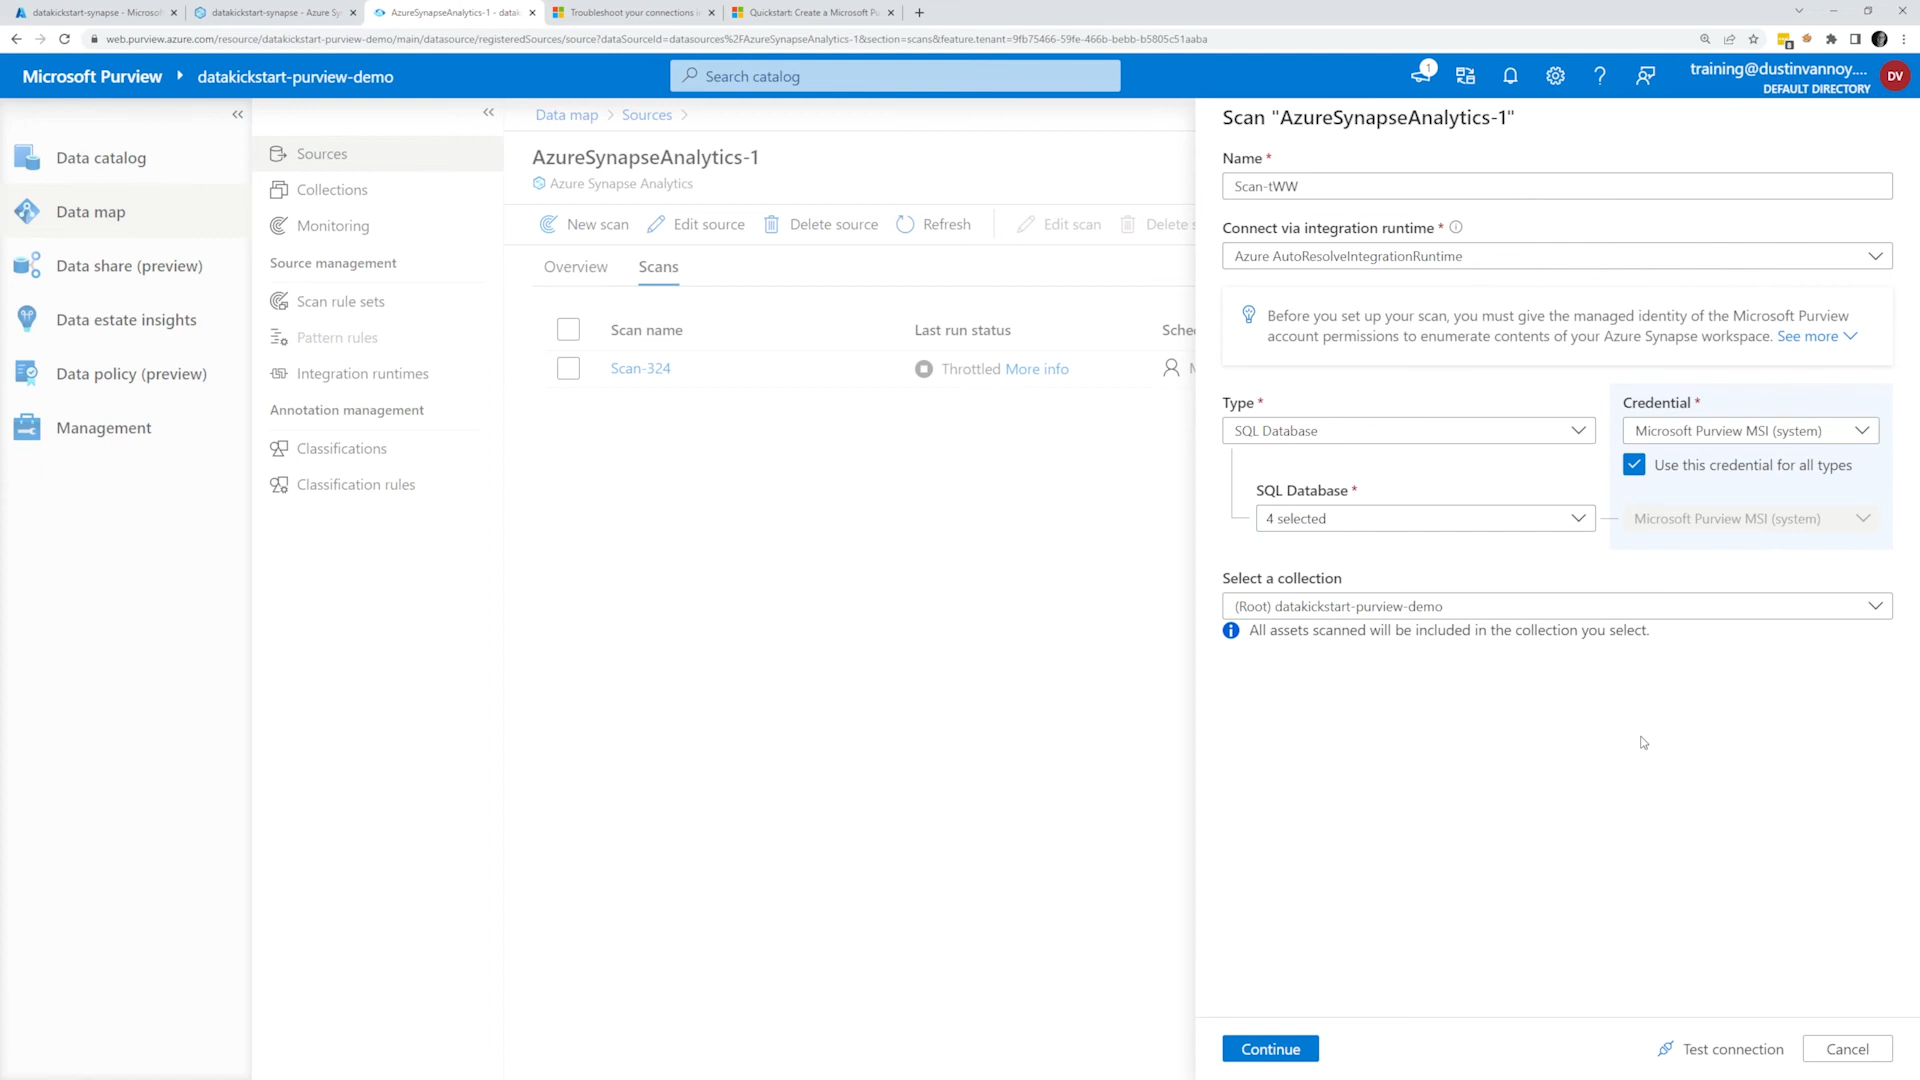 datakickstart-synapse - Microsoft
datakickstart-synapse - Azure Sy
AzureSynapseAnalytics-1 - datak
Troubleshoot your connections i
Quickstart: Create a Microsoft Pu
web.purview.azure.com/resource/datakickstart-purview-demo/main/datasource/registeredSources/source?dataSourceId=datasources%2FAzureSynapseAnalytics-1&section=scans&feature.tenant=9fb75466-59fe-466b-bebb-b5805c51aaba
Microsoft Purview
datakickstart-purview-demo
Search catalog
1
training@dustinvannoy....
DEFAULT DIRECTORY
DV
Data catalog
Data map
Data share (preview)
Data estate insights
Data policy (preview)
Management
Sources
Collections
Monitoring
Source management
Scan rule sets
Pattern rules
Integration runtimes
Annotation management
Classifications
Classification rules
Data map > Sources >
AzureSynapseAnalytics-1
Azure Synapse Analytics
New scan
Edit source
Delete source
Refresh
Edit scan
Delete s
Overview
Scans
Scan name
Last run status
Sche
Scan-324
Throttled More info
M
Scan "AzureSynapseAnalytics-1"
Name *
Scan-tWW
Connect via integration runtime *
Azure AutoResolveIntegrationRuntime
Before you set up your scan, you must give the managed identity of the Microsoft Purview
account permissions to enumerate contents of your Azure Synapse workspace. See more
Type *
SQL Database
Credential *
Microsoft Purview MSI (system)
Use this credential for all types
SQL Database *
4 selected
Microsoft Purview MSI (system)
Select a collection
(Root) datakickstart-purview-demo
All assets scanned will be included in the collection you select.
Continue
Test connection
Cancel